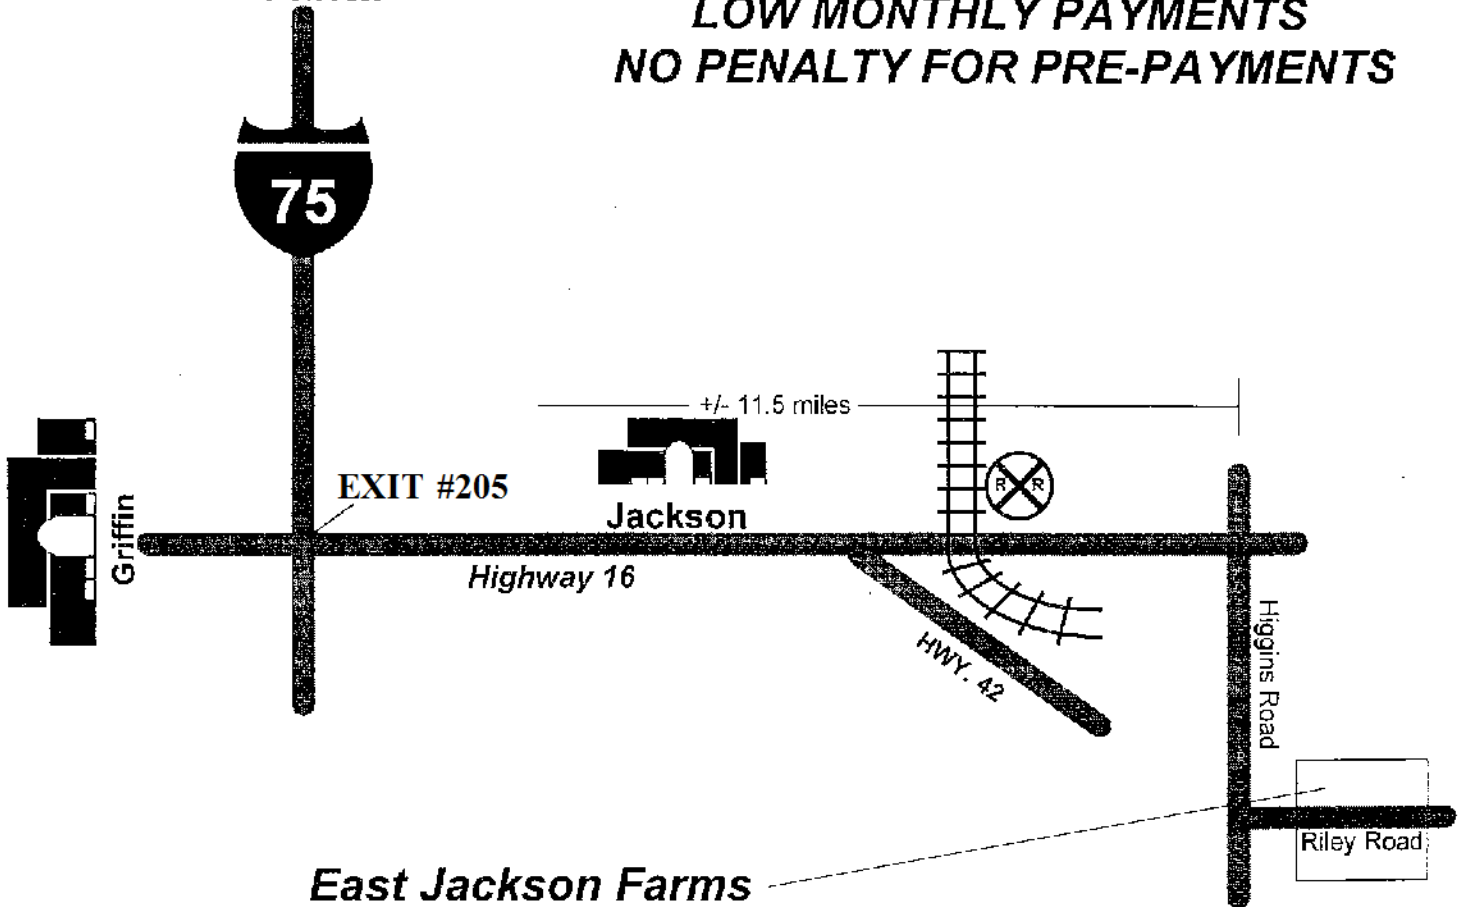 LOW MONTHLY PAYMENTS
NO PENALTY FOR PRE-PAYMENTS
75
+/- 11.5 miles
EXIT #205
R R
Griffin
Jackson
Highway 16
HWY. 42
Higgins Road
Riley Road
East Jackson Farms